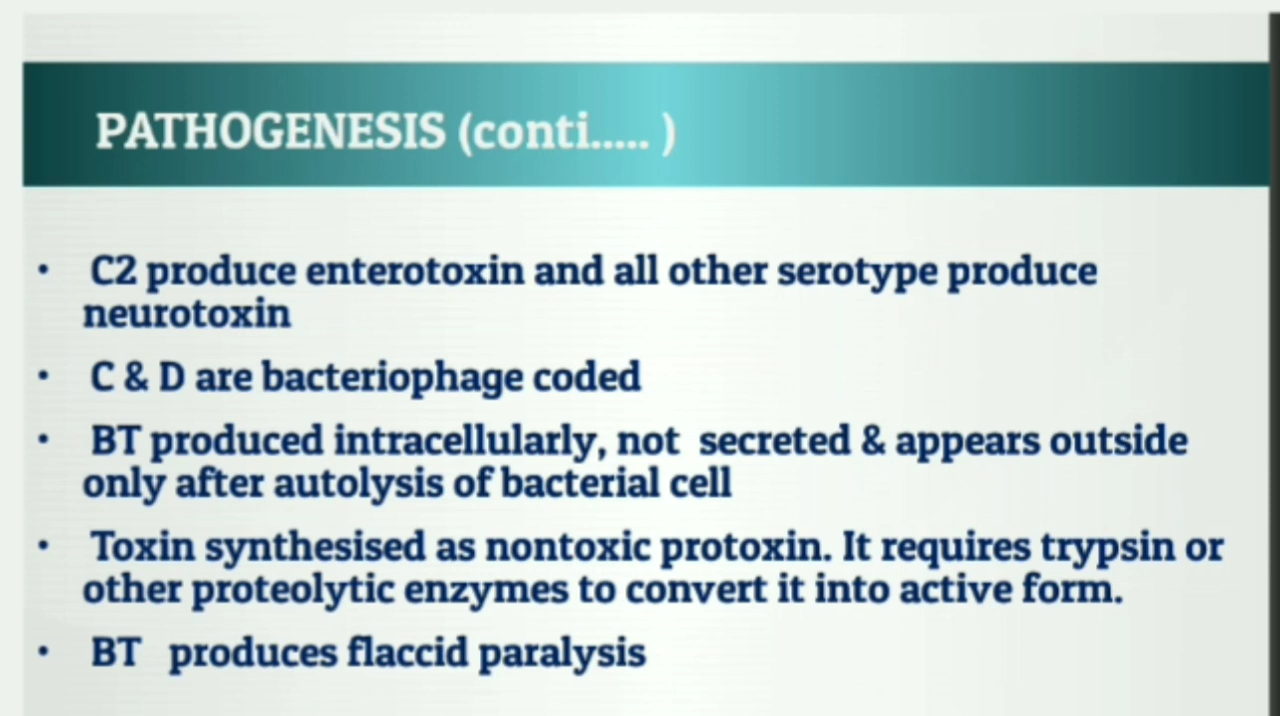 PATHOGENESIS (conti..... )
• C2 produce enterotoxin and all other serotype produce
neurotoxin
• C & D are bacteriophage coded
• BT produced intracellularly, not secreted & appears outside
only after autolysis of bacterial cell
• Toxin synthesised as nontoxic protoxin. It requires trypsin or
other proteolytic enzymes to convert it into active form.
• BT produces flaccid paralysis